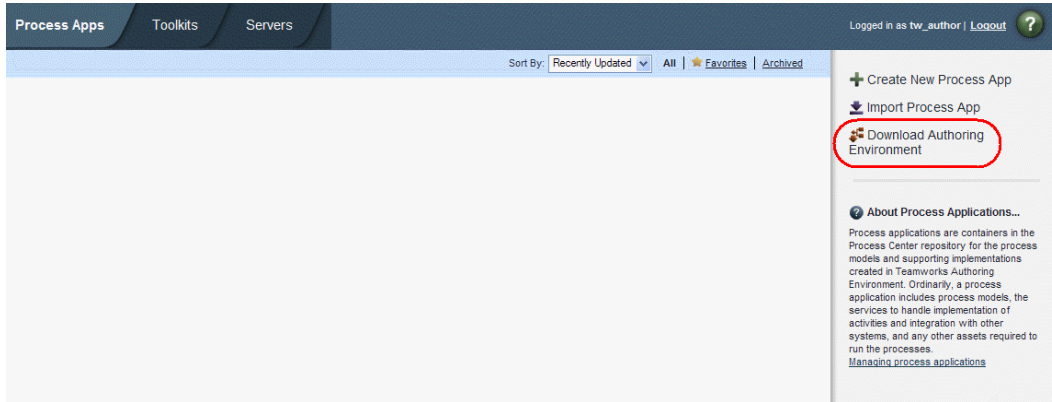 Process Apps Toolkits Servers Logged in as tw_author | Logout ?
Sort By: Recently Updated All | Favorites | Archived
Create New Process App
Import Process App
Download Authoring
Environment
? About Process Applications...
Process applications are containers in the
Process Center repository for the process
models and supporting implementations
created in Teamworks Authoring
Environment. Ordinarily, a process
application includes process models, the
services to handle implementation of
activities and integration with other
systems, and any other assets required to
run the processes.
Managing process applications